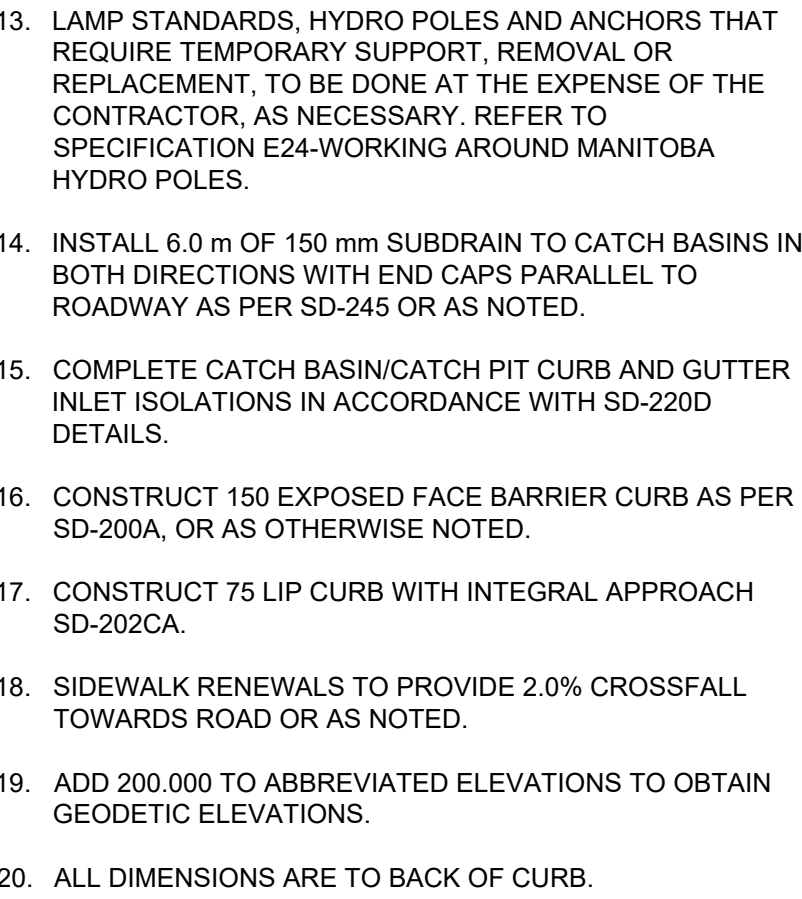 13. LAMP STANDARDS, HYDRO POLES AND ANCHORS THAT
REQUIRE TEMPORARY SUPPORT, REMOVAL OR
REPLACEMENT, TO BE DONE AT THE EXPENSE OF THE
CONTRACTOR, AS NECESSARY. REFER TO
SPECIFICATION E24-WORKING AROUND MANITOBA
HYDRO POLES.
14. INSTALL 6.0 m OF 150 mm SUBDRAIN TO CATCH BASINS IN
BOTH DIRECTIONS WITH END CAPS PARALLEL TO
ROADWAY AS PER SD-245 OR AS NOTED.
15. COMPLETE CATCH BASIN/CATCH PIT CURB AND GUTTER
INLET ISOLATIONS IN ACCORDANCE WITH SD-220D
DETAILS.
16. CONSTRUCT 150 EXPOSED FACE BARRIER CURB AS PER
SD-200A, OR AS OTHERWISE NOTED.
17. CONSTRUCT 75 LIP CURB WITH INTEGRAL APPROACH
SD-202CA.
18. SIDEWALK RENEWALS TO PROVIDE 2.0% CROSSFALL
TOWARDS ROAD OR AS NOTED.
19. ADD 200.000 TO ABBREVIATED ELEVATIONS TO OBTAIN
GEODETIC ELEVATIONS.
20. ALL DIMENSIONS ARE TO BACK OF CURB.